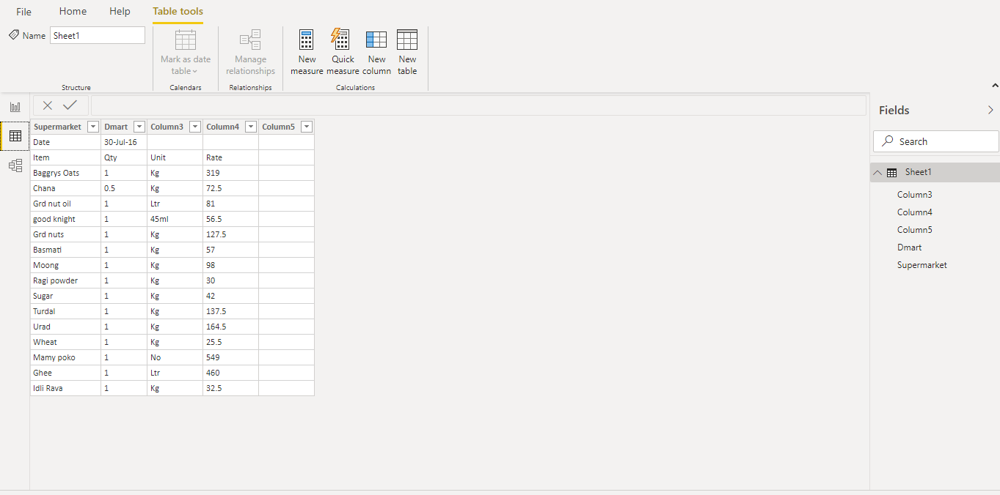 File Home Help Table tools
Name Sheet1
Mark as date table
Manage relationships
New measure
Quick measure
New column
New table
Structure Calendars Relationships Calculations
Fields
Search
Supermarket Dmart Column3 Column4 Column5
Date 30-Jul-16
Item Qty Unit Rate
Baggrys Oats 1 Kg 319
Chana 0.5 Kg 72.5
Grd nut oil 1 Ltr 81
good knight 1 45ml 56.5
Grd nuts 1 Kg 127.5
Basmati 1 Kg 57
Moong 1 Kg 98
Ragi powder 1 Kg 30
Sugar 1 Kg 42
Turdal 1 Kg 137.5
Urad 1 Kg 164.5
Wheat 1 Kg 25.5
Mamy poko 1 No 549
Ghee 1 Ltr 460
Idli Rava 1 Kg 32.5
Sheet1
Column3
Column4
Column5
Dmart
Supermarket